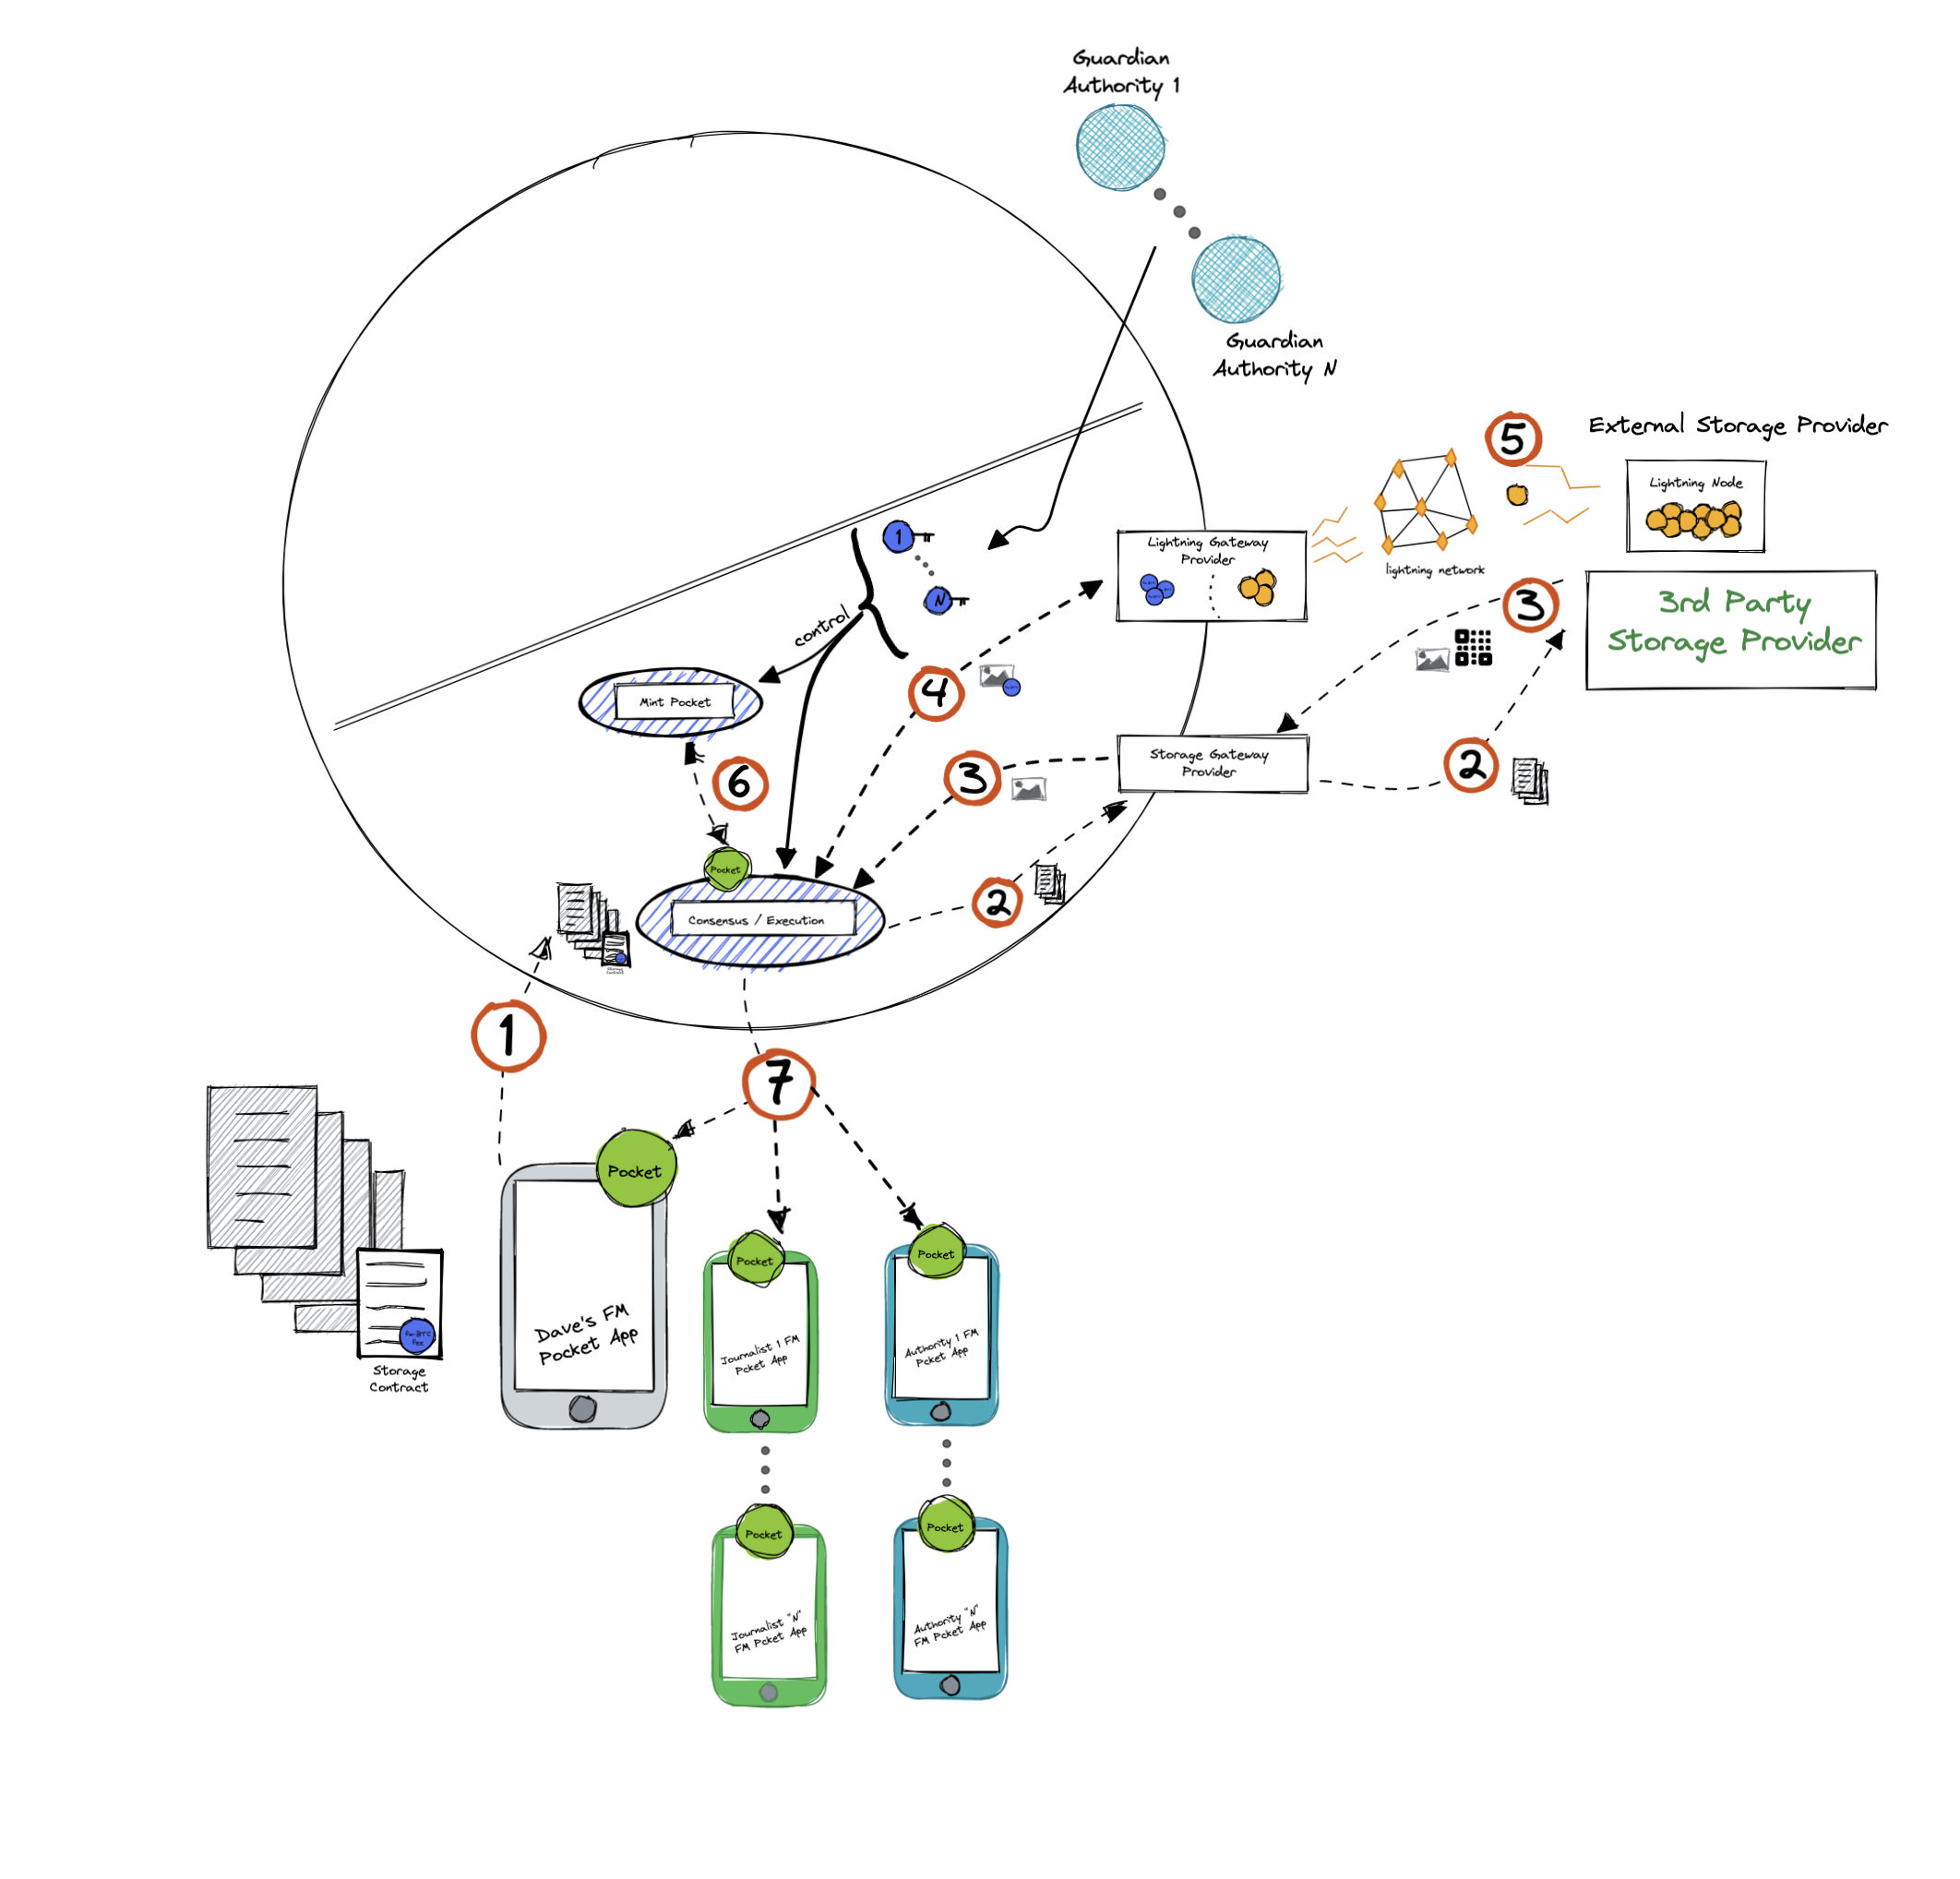 Guardian
Authority 1
Guardian
Authority N
5
External Storage Provider
Lightning Node
lightning network
Lightning Gateway
Provider
1
N
control
3
3rd Party
Storage Provider
4
Mint Pocket
6
3
Storage Gateway
Provider
2
Pocket
Consensus / Execution
2
1
7
Pocket
Dave's FM
Pocket App
fm-BTC
fee
Storage
Contract
Pocket
Journalist 1 FM
Pcket App
Pocket
Authority 1 FM
Pcket App
Pocket
Journalist "N"
FM Pcket App
Pocket
Authority "N"
FM Pcket App